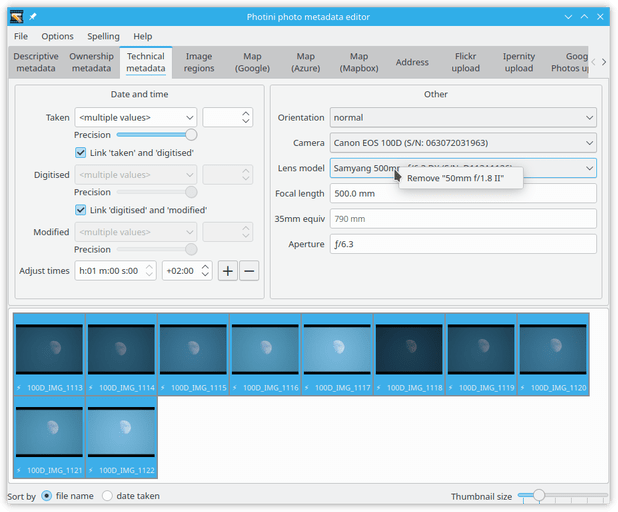 Photini photo metadata editor
File Options Spelling Help
Descriptive metadata
Ownership metadata
Technical metadata
Image regions
Map (Google)
Map (Azure)
Map (Mapbox)
Address
Flickr upload
Ipernity upload
Goog
Photos u
Date and time
Taken <multiple values>
Precision
Link 'taken' and 'digitised'
Digitised <multiple values>
Precision
Link 'digitised' and 'modified'
Modified <multiple values>
Precision
Adjust times h:01 m:00 s:00 +02:00 + −
Other
Orientation normal
Camera Canon EOS 100D (S/N: 063072031963)
Lens model Samyang 500m
Remove "50mm f/1.8 II"
Focal length 500.0 mm
35mm equiv 790 mm
Aperture ƒ/6.3
100D_IMG_1113 100D_IMG_1114 100D_IMG_1115 100D_IMG_1116 100D_IMG_1117 100D_IMG_1118 100D_IMG_1119 100D_IMG_1120
100D_IMG_1121 100D_IMG_1122
Sort by file name date taken Thumbnail size